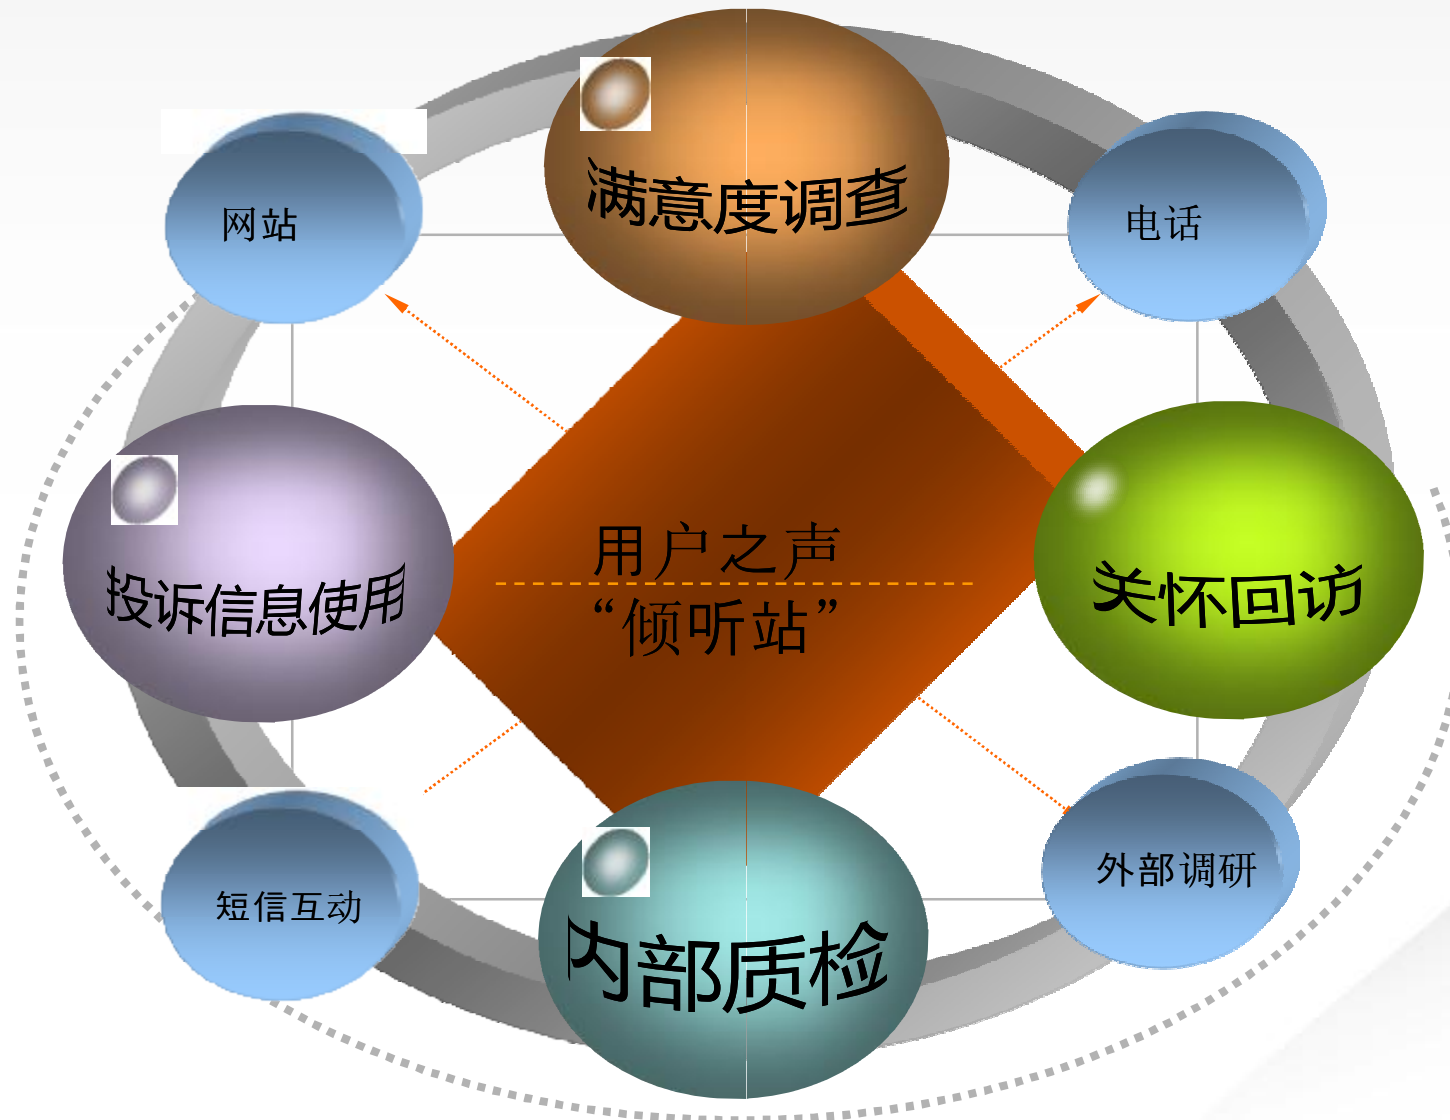 满意度调查
网站
电话
用户之声
“倾听站”
投诉信息使用
关怀回访
短信互动
外部调研
内部质检